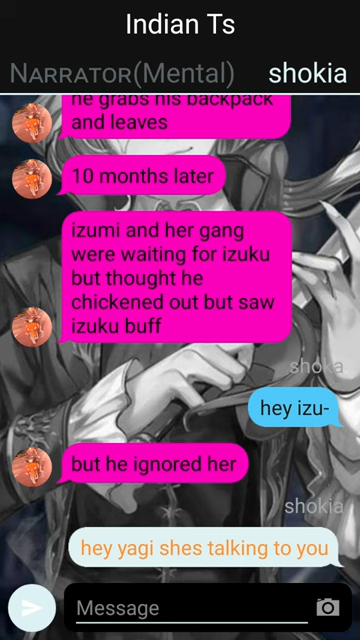 Indian Ts
Narrator(Mental) shokia
he grabs his backpack
and leaves
10 months later
izumi and her gang
were waiting for izuku
but thought he
chickened out but saw
izuku buff
shoka
hey izu-
but he ignored her
shokia
hey yagi shes talking to you
Message